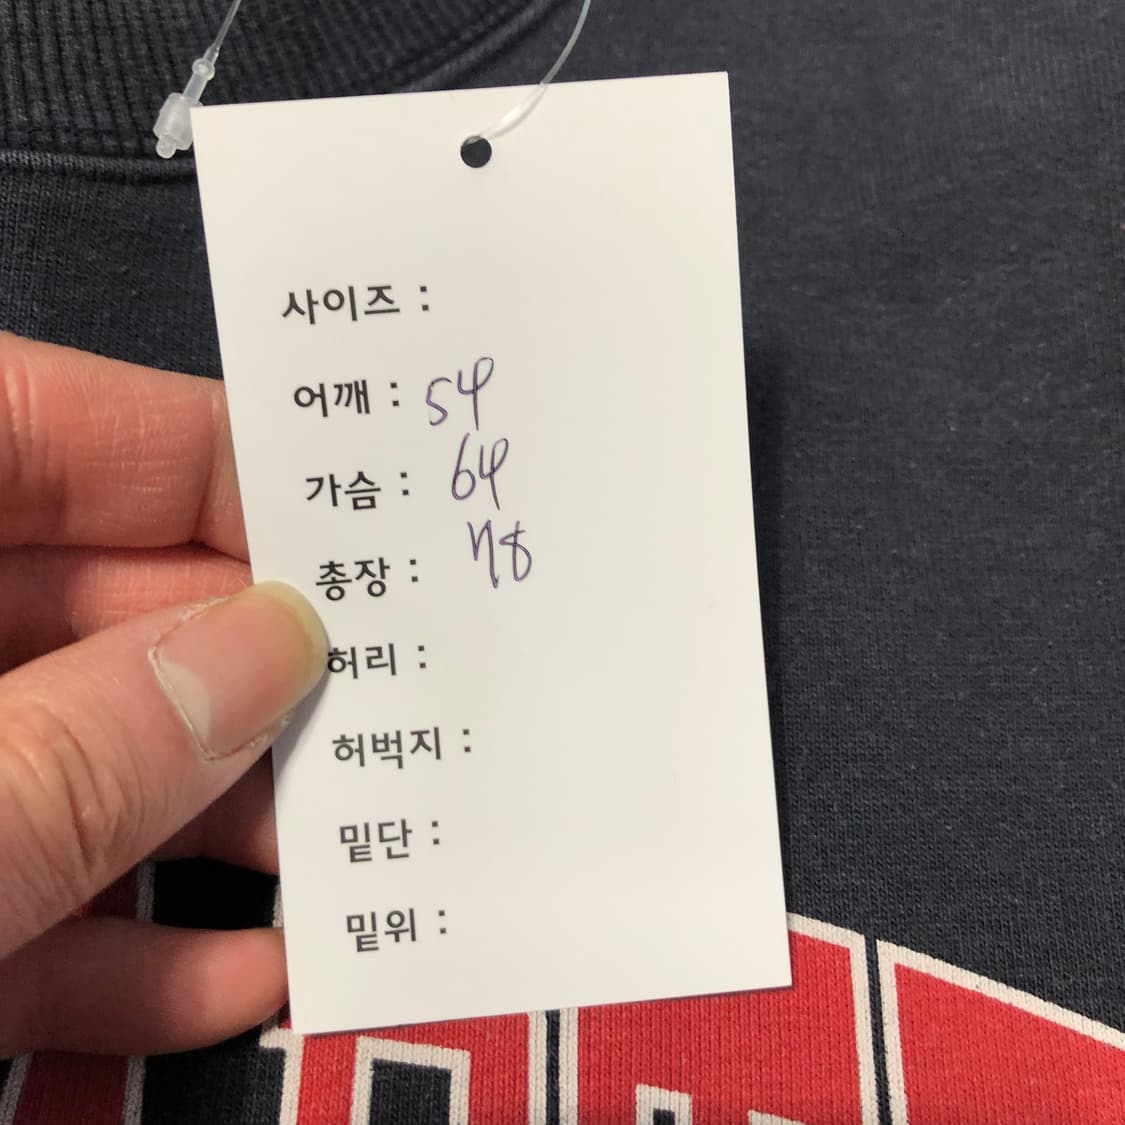 사이즈 :
어깨 : 54
가슴 : 64
총장 : 78
허리 :
허벅지 :
밑단 :
밑위 :